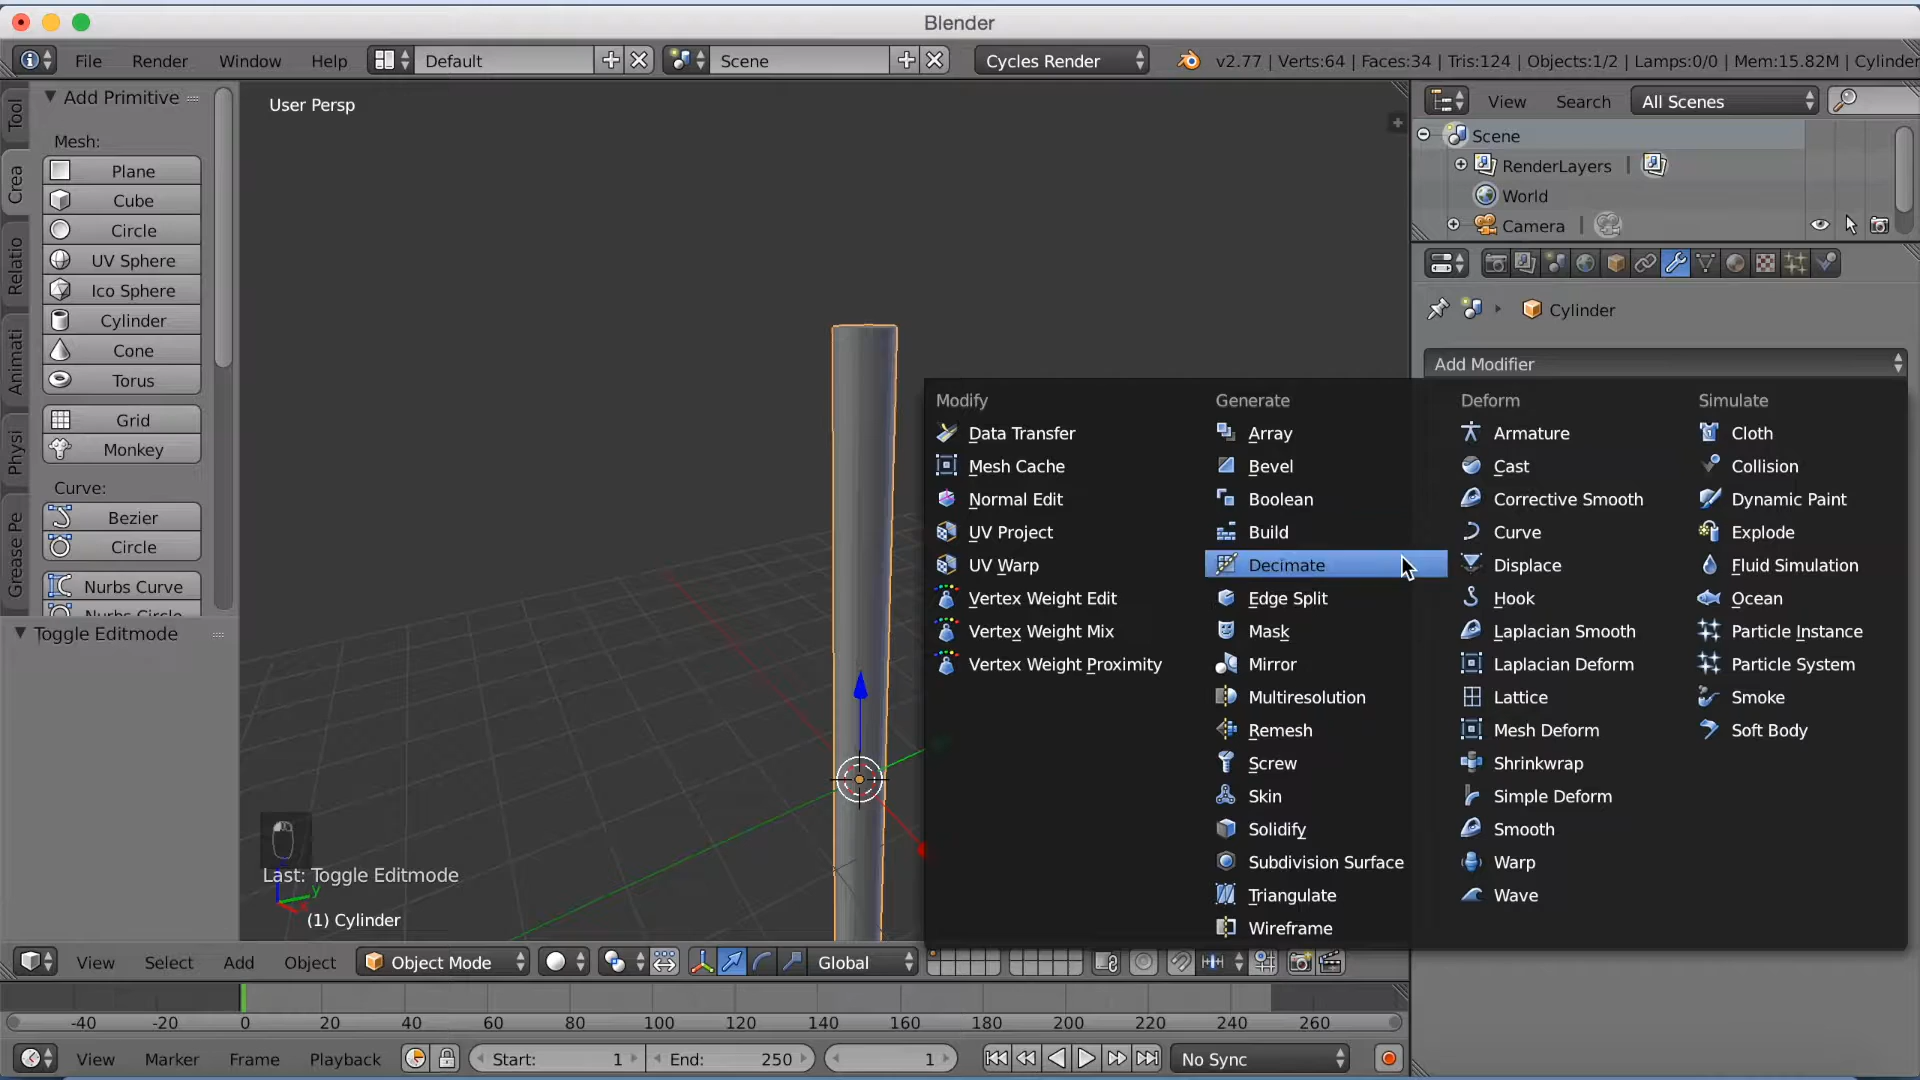 Blender
File Render Window Help Default Scene Cycles Render v2.77 | Verts:64 | Faces:34 | Tris:124 | Objects:1/2 | Lamps:0/0 | Mem:15.82M | Cylinder
Tool
Crea
Relatio
Animati
Physi
Grease Pe
Add Primitive
Mesh:
Plane
Cube
Circle
UV Sphere
Ico Sphere
Cylinder
Cone
Torus
Grid
Monkey
Curve:
Bezier
Circle
Nurbs Curve
Nurbs Circle
Toggle Editmode
User Persp
Last: Toggle Editmode
y
(1) Cylinder
View Search All Scenes
Scene
RenderLayers |
World
Camera |
Cylinder
Add Modifier
Modify
Data Transfer
Mesh Cache
Normal Edit
UV Project
UV Warp
Vertex Weight Edit
Vertex Weight Mix
Vertex Weight Proximity
Generate
Array
Bevel
Boolean
Build
Decimate
Edge Split
Mask
Mirror
Multiresolution
Remesh
Screw
Skin
Solidify
Subdivision Surface
Triangulate
Wireframe
Deform
Armature
Cast
Corrective Smooth
Curve
Displace
Hook
Laplacian Smooth
Laplacian Deform
Lattice
Mesh Deform
Shrinkwrap
Simple Deform
Smooth
Warp
Wave
Simulate
Cloth
Collision
Dynamic Paint
Explode
Fluid Simulation
Ocean
Particle Instance
Particle System
Smoke
Soft Body
View Select Add Object Object Mode Global
-40 -20 0 20 40 60 80 100 120 140 160 180 200 220 240 260
View Marker Frame Playback Start: 1 End: 250 1 No Sync